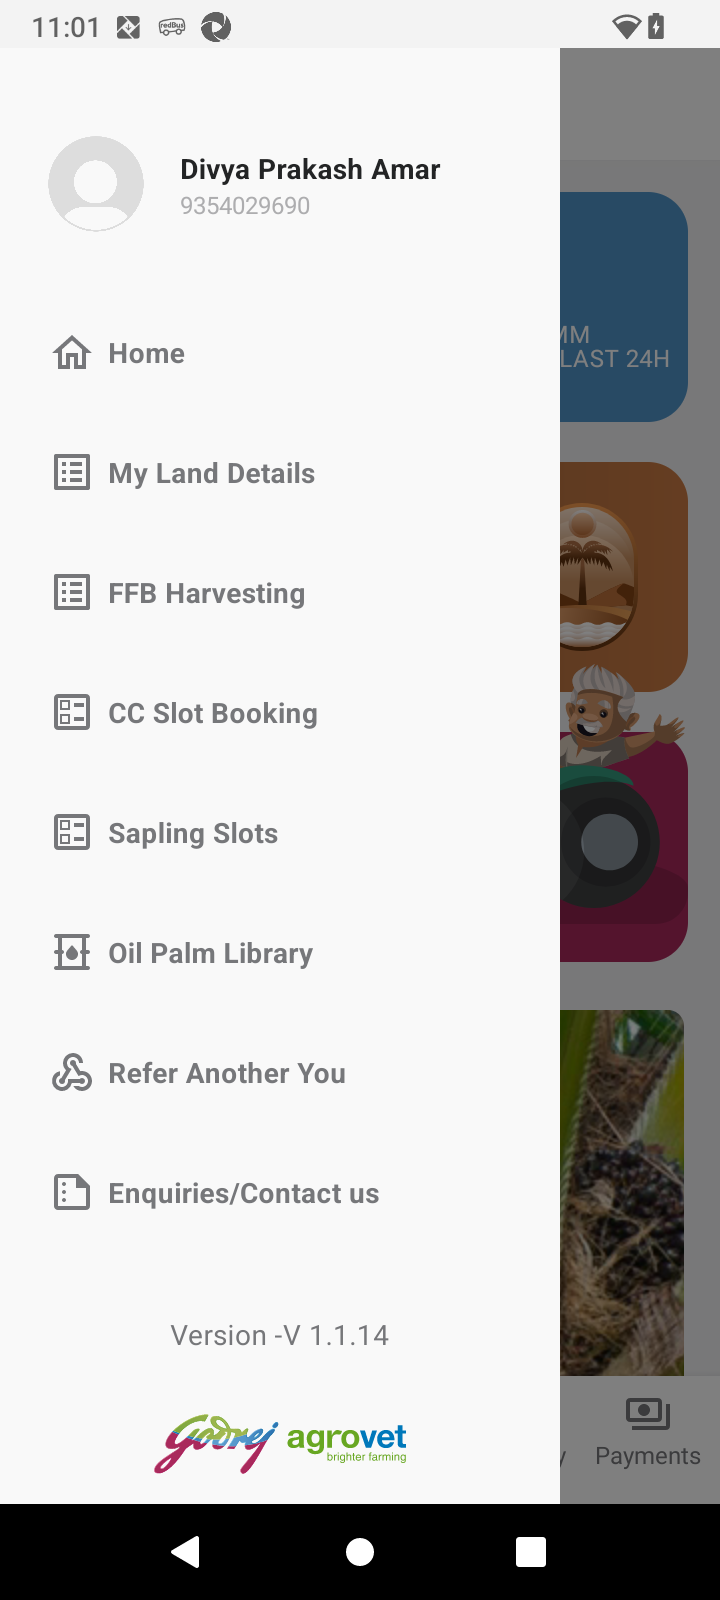 11:01
redBus
Divya Prakash Amar
9354029690
MM
LAST 24H
Home
My Land Details
FFB Harvesting
CC Slot Booking
Sapling Slots
Oil Palm Library
Refer Another You
Enquiries/Contact us
Version -V 1.1.14
Godrej agrovet
brighter farming
y
Payments